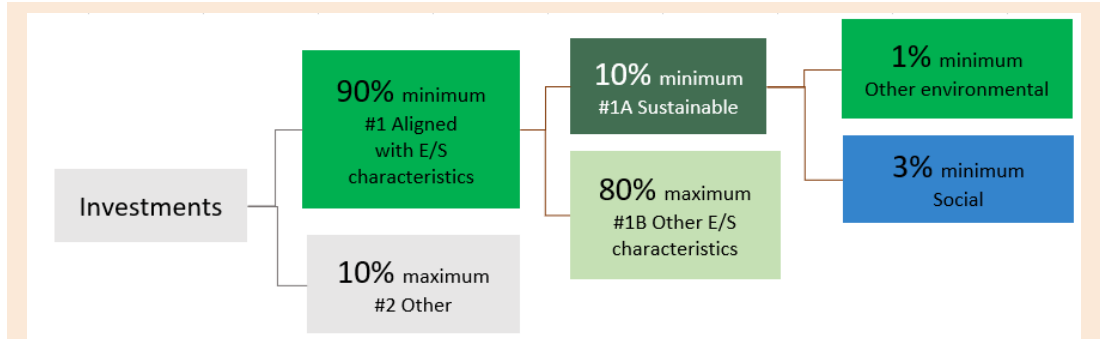 Investments
90% minimum
#1 Aligned
with E/S
characteristics
10% maximum
#2 Other
10% minimum
#1A Sustainable
80% maximum
#1B Other E/S
characteristics
1% minimum
Other environmental
3% minimum
Social